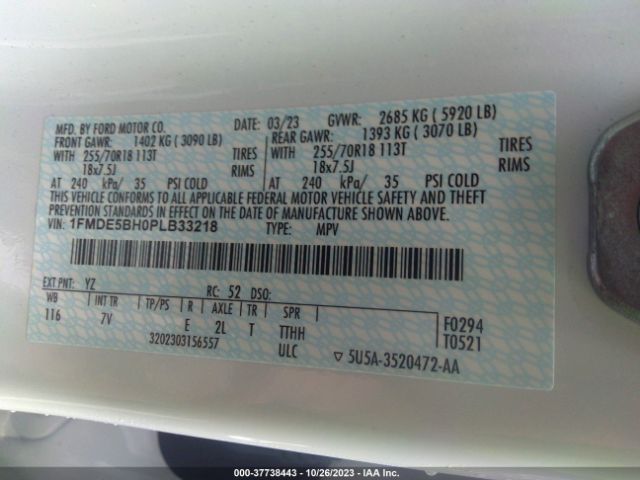 MFD. BY FORD MOTOR CO. DATE: 03/23 GVWR: 2685 KG ( 5920 LB)
FRONT GAWR: 1402 KG ( 3090 LB) REAR GAWR: 1393 KG ( 3070 LB)
WITH 255/70R18 113T TIRES WITH 255/70R18 113T TIRES
18x7.5J RIMS 18x7.5J RIMS
AT 240 kPa/ 35 PSI COLD AT 240 kPa/ 35 PSI COLD
THIS VEHICLE CONFORMS TO ALL APPLICABLE FEDERAL MOTOR VEHICLE SAFETY AND THEFT
PREVENTION STANDARDS IN EFFECT ON THE DATE OF MANUFACTURE SHOWN ABOVE.
VIN: 1FMDE5BH0PLB33218 TYPE: MPV
EXT PNT: YZ RC: 52 DSO:
WB INT TR TP/PS R AXLE TR SPR
116 7V E 2L T TTHH F0294
3202303156557 ULC T0521
▽ 5U5A-3520472-AA
000-37738443 - 10/26/2023 - IAA Inc.